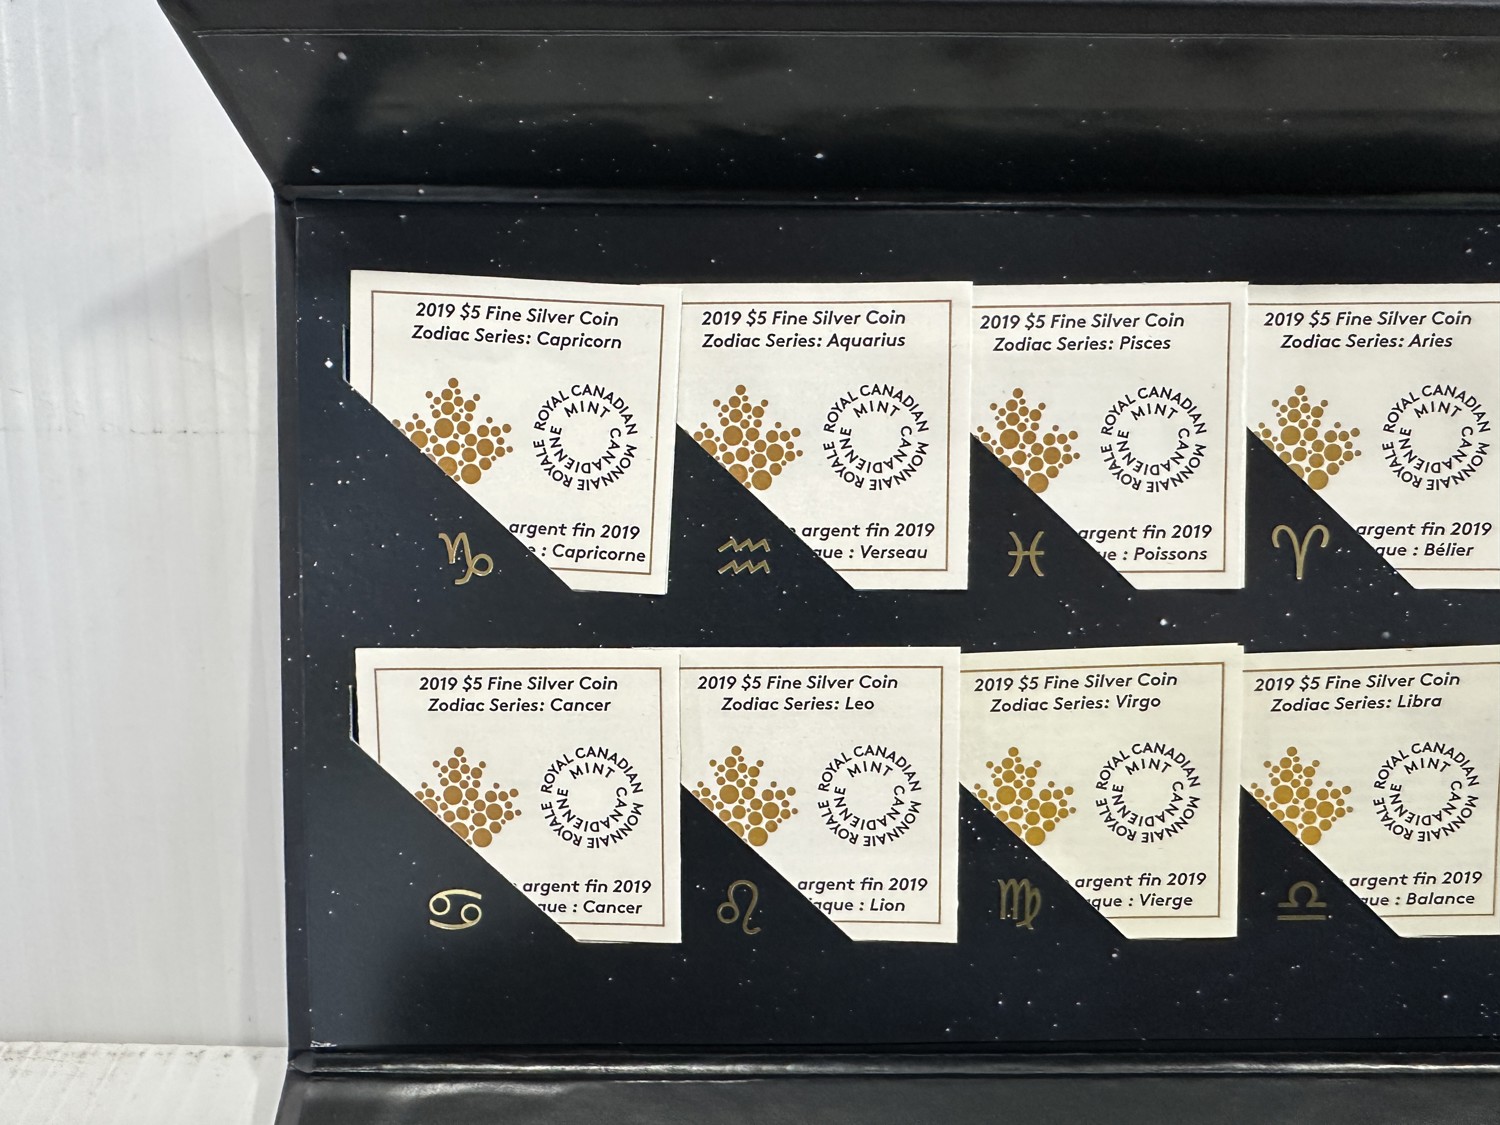 2019 $5 Fine Silver Coin
Zodiac Series: Capricorn
ROYAL CANADIAN MINT
MONNAIE ROYALE CANADIENNE
argent fin 2019
: Capricorne
2019 $5 Fine Silver Coin
Zodiac Series: Aquarius
ROYAL CANADIAN MINT
MONNAIE ROYALE CANADIENNE
argent fin 2019
que : Verseau
2019 $5 Fine Silver Coin
Zodiac Series: Pisces
ROYAL CANADIAN MINT
MONNAIE ROYALE CANADIENNE
argent fin 2019
ue : Poissons
2019 $5 Fine Silver Coin
Zodiac Series: Aries
ROYAL CANADIAN MINT
MONNAIE ROYALE CANADIENNE
argent fin 2019
que : Bélier
2019 $5 Fine Silver Coin
Zodiac Series: Cancer
ROYAL CANADIAN MINT
MONNAIE ROYALE CANADIENNE
argent fin 2019
que : Cancer
2019 $5 Fine Silver Coin
Zodiac Series: Leo
ROYAL CANADIAN MINT
MONNAIE ROYALE CANADIENNE
argent fin 2019
iaque : Lion
2019 $5 Fine Silver Coin
Zodiac Series: Virgo
ROYAL CANADIAN MINT
MONNAIE ROYALE CANADIENNE
argent fin 2019
que : Vierge
2019 $5 Fine Silver Coin
Zodiac Series: Libra
ROYAL CANADIAN MINT
MONNAIE ROYALE CANADIENNE
argent fin 2019
que : Balance